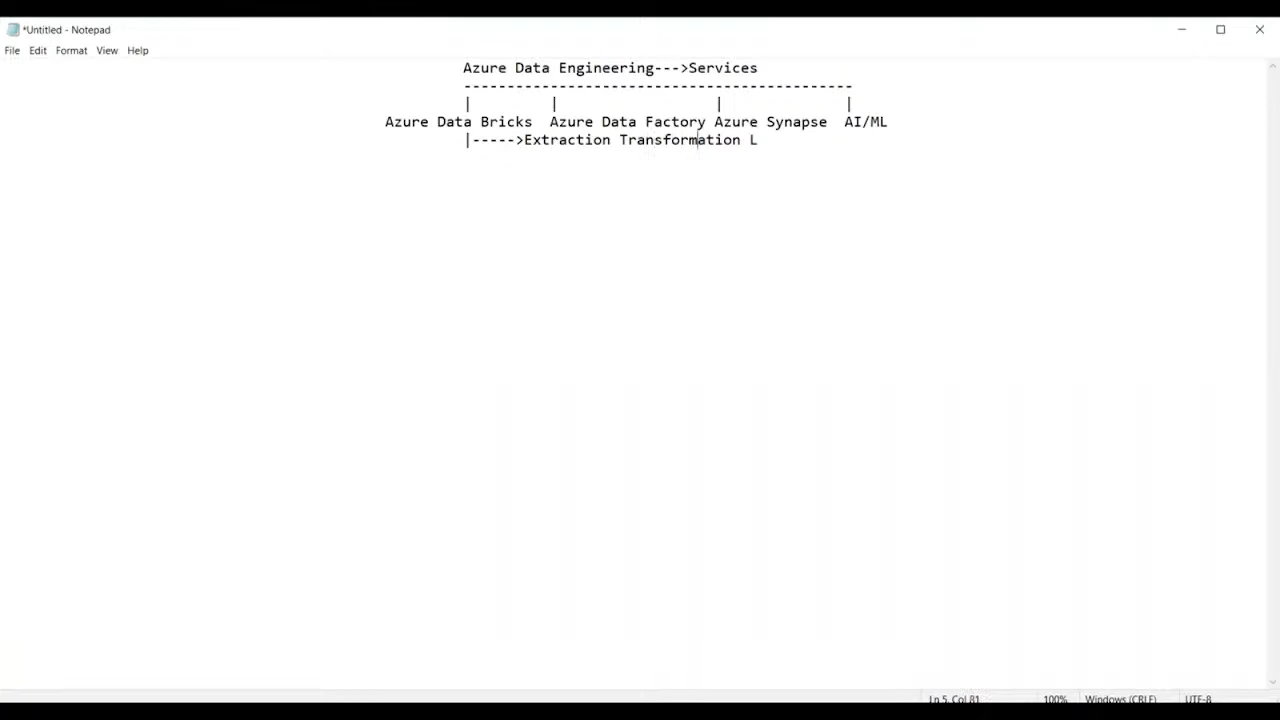 *Untitled - Notepad
File Edit Format View Help
Azure Data Engineering--->Services
---------------------------------------------
| | | |
Azure Data Bricks Azure Data Factory Azure Synapse AI/ML
|----->Extraction Transformation L
Ln 5, Col 81 100% Windows (CRLF) UTF-8